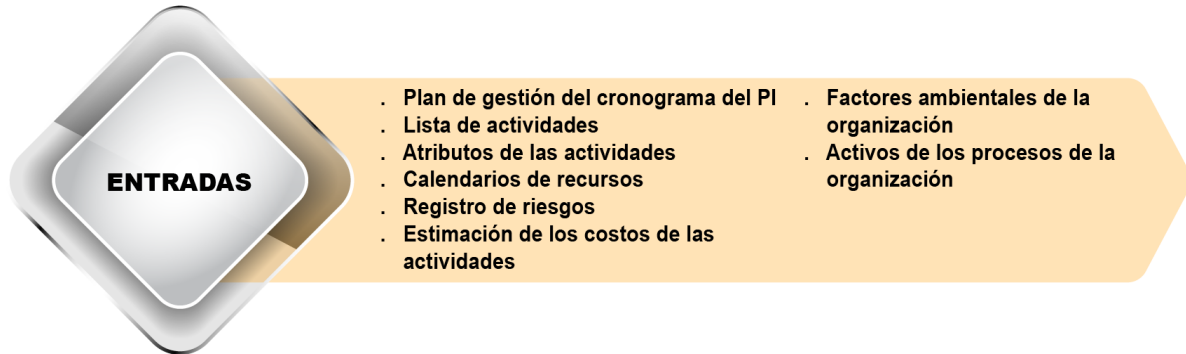 ENTRADAS
. Plan de gestión del cronograma del PI
. Lista de actividades
. Atributos de las actividades
. Calendarios de recursos
. Registro de riesgos
. Estimación de los costos de las
actividades
. Factores ambientales de la
organización
. Activos de los procesos de la
organización